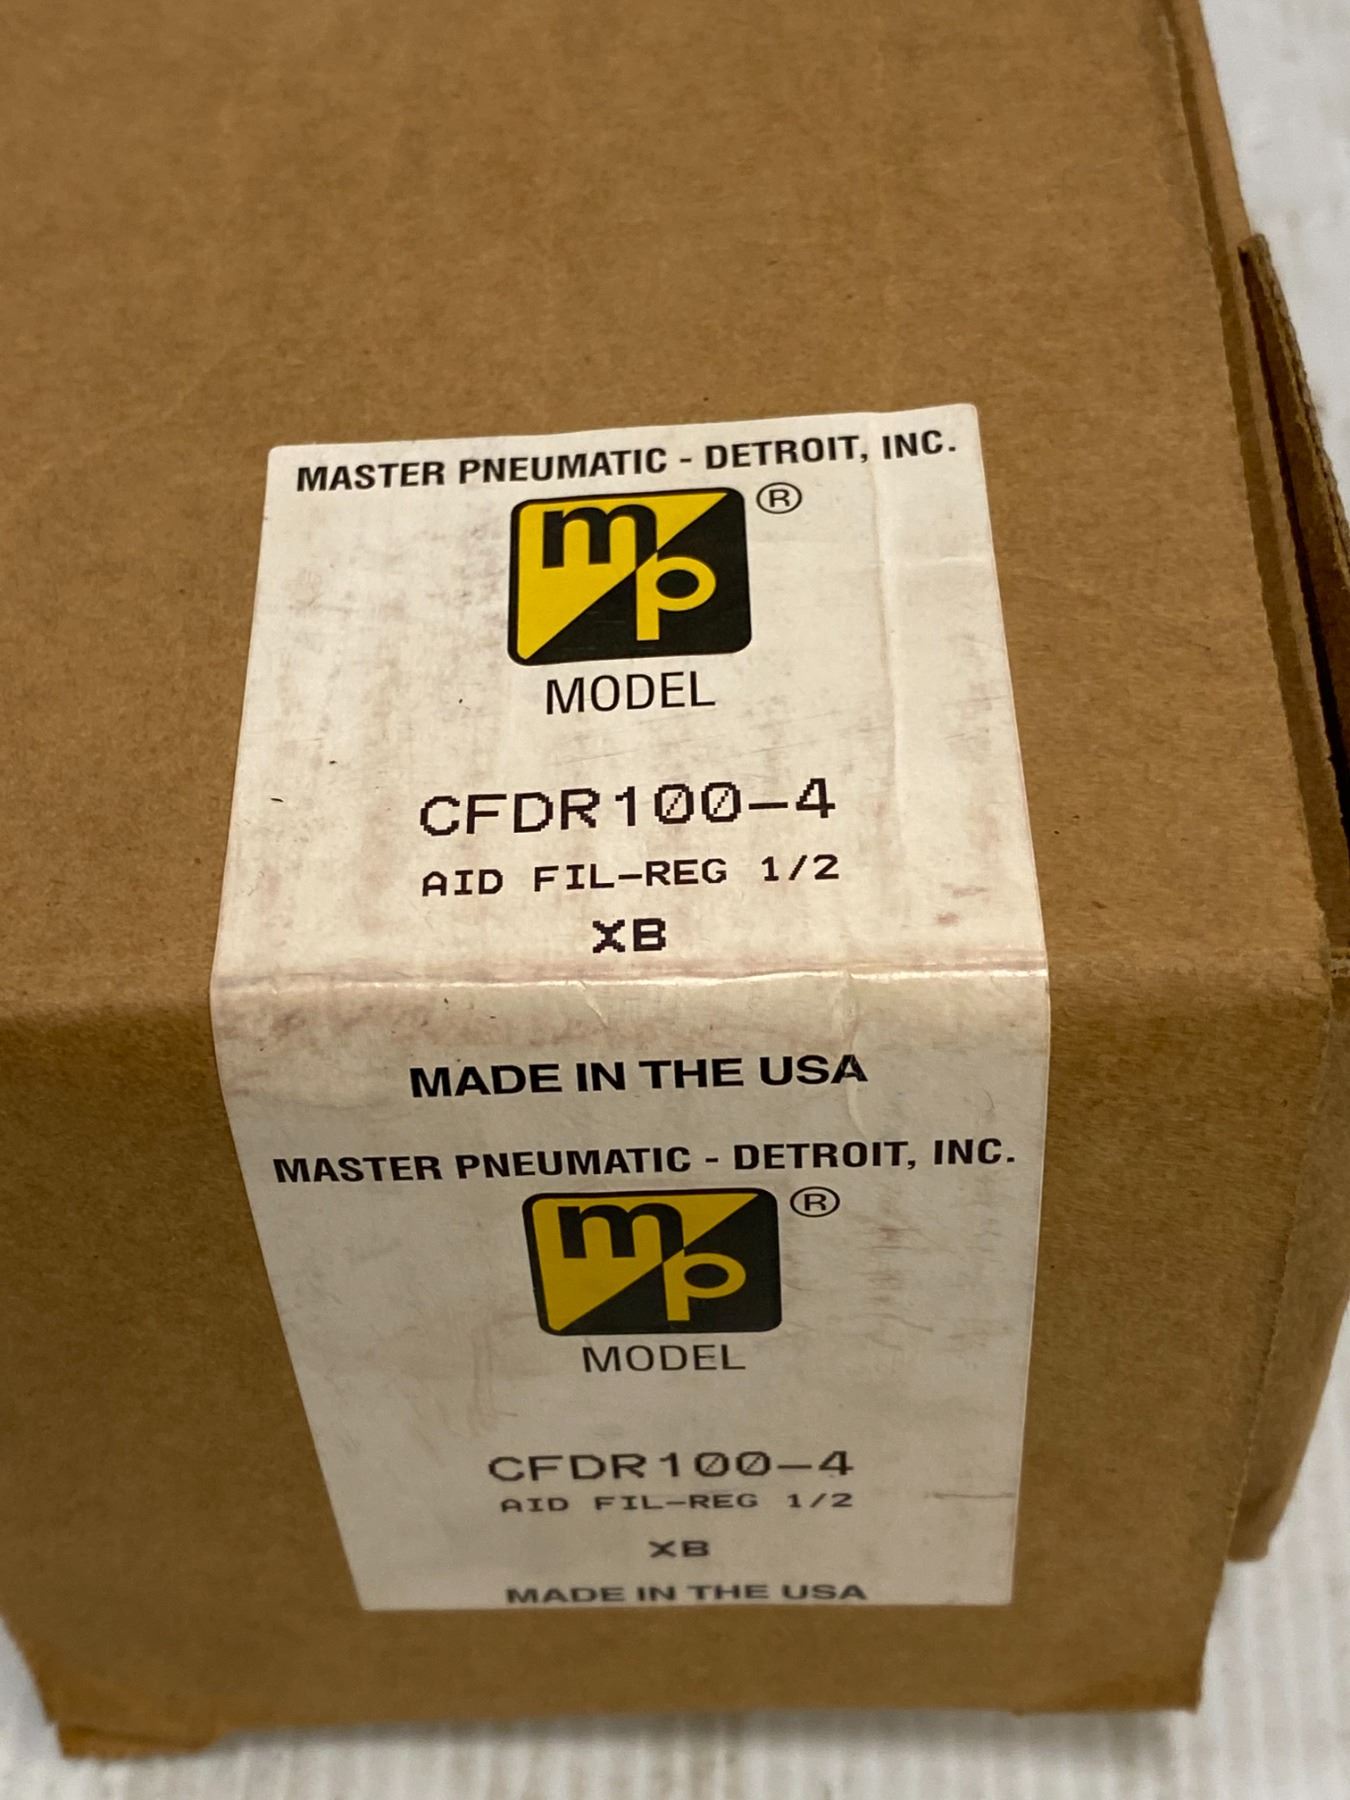 MASTER PNEUMATIC - DETROIT, INC.
mp ®
MODEL
CFDR100-4
AID FIL-REG 1/2
XB
MADE IN THE USA
MASTER PNEUMATIC - DETROIT, INC.
mp ®
MODEL
CFDR100-4
AID FIL-REG 1/2
XB
MADE IN THE USA